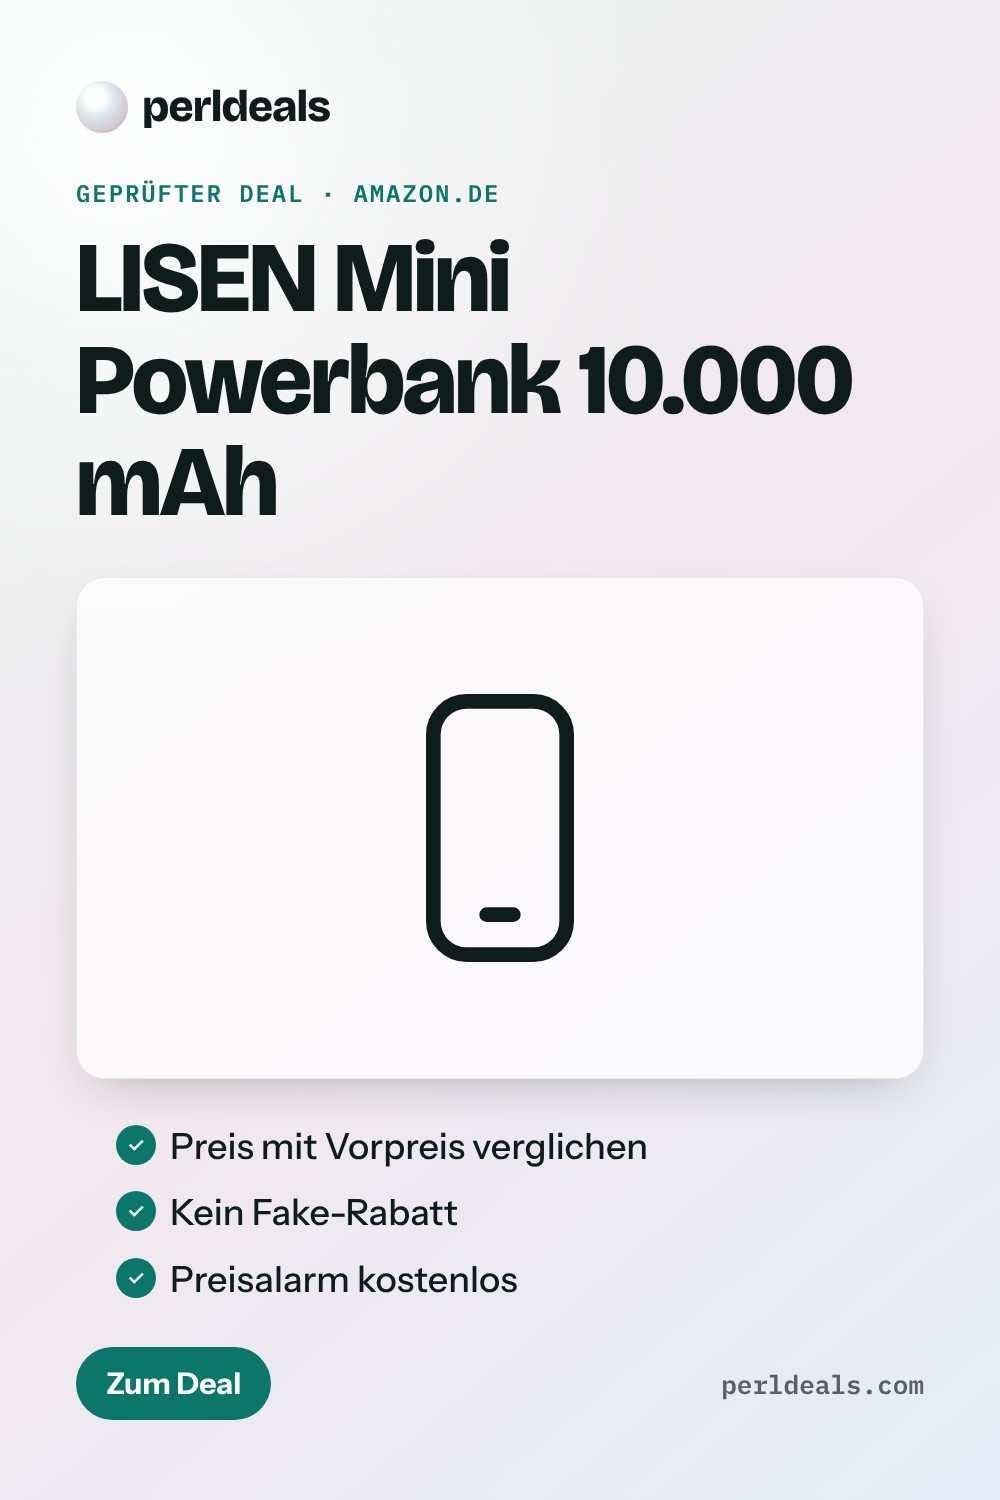 perldeals
GEPRÜFTER DEAL · AMAZON.DE
LISEN Mini
Powerbank 10.000
mAh
Preis mit Vorpreis verglichen
Kein Fake-Rabatt
Preisalarm kostenlos
Zum Deal
perldeals.com